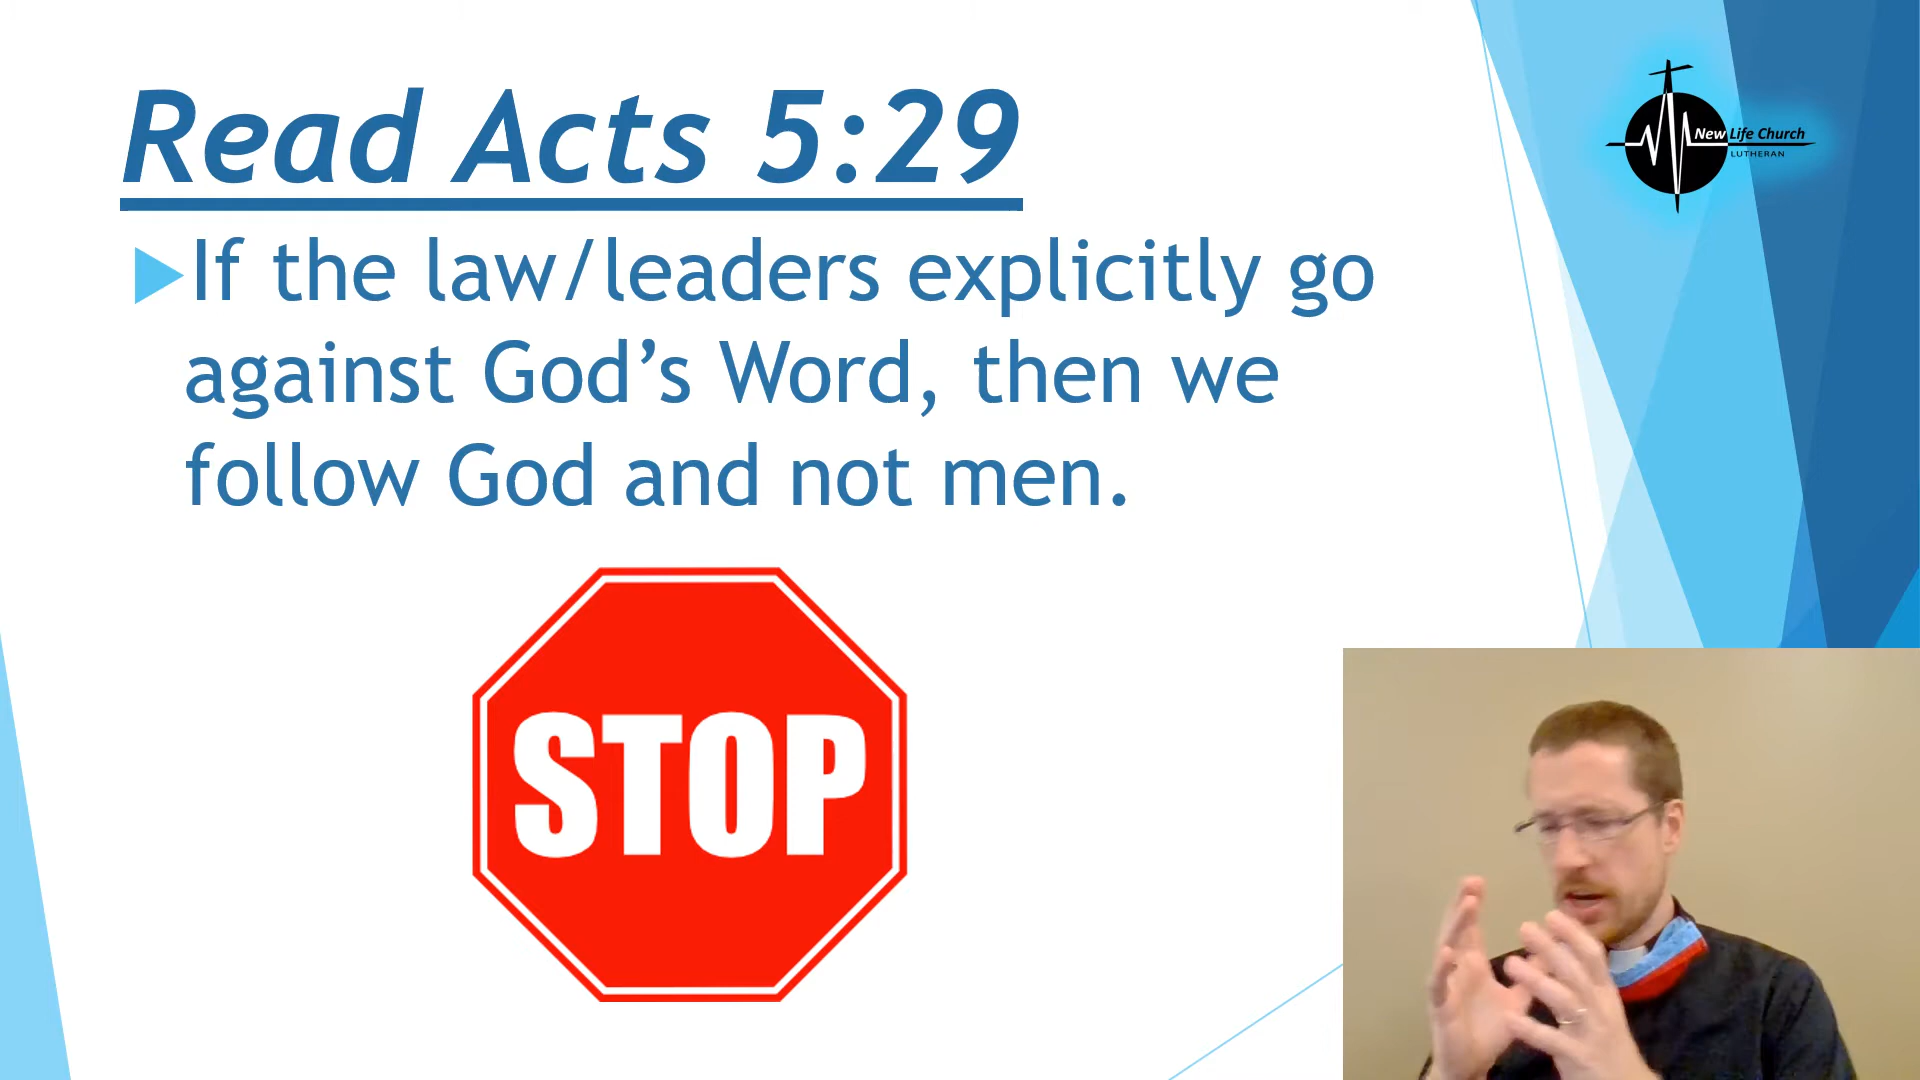 Read Acts 5:29
If the law/leaders explicitly go
against God’s Word, then we
follow God and not men.
STOP
New Life Church
LUTHERAN